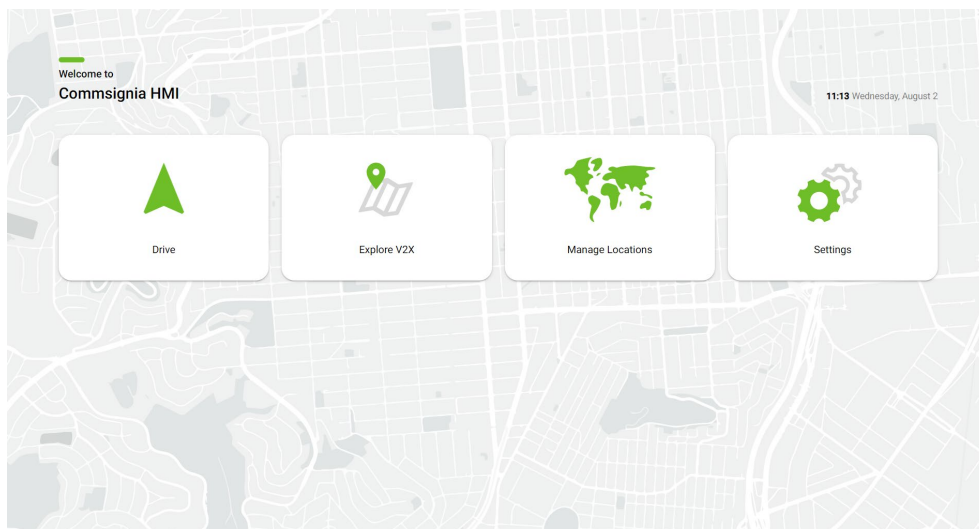 Welcome to
Commsignia HMI
11:13 Wednesday, August 2
Drive
Explore V2X
Manage Locations
Settings